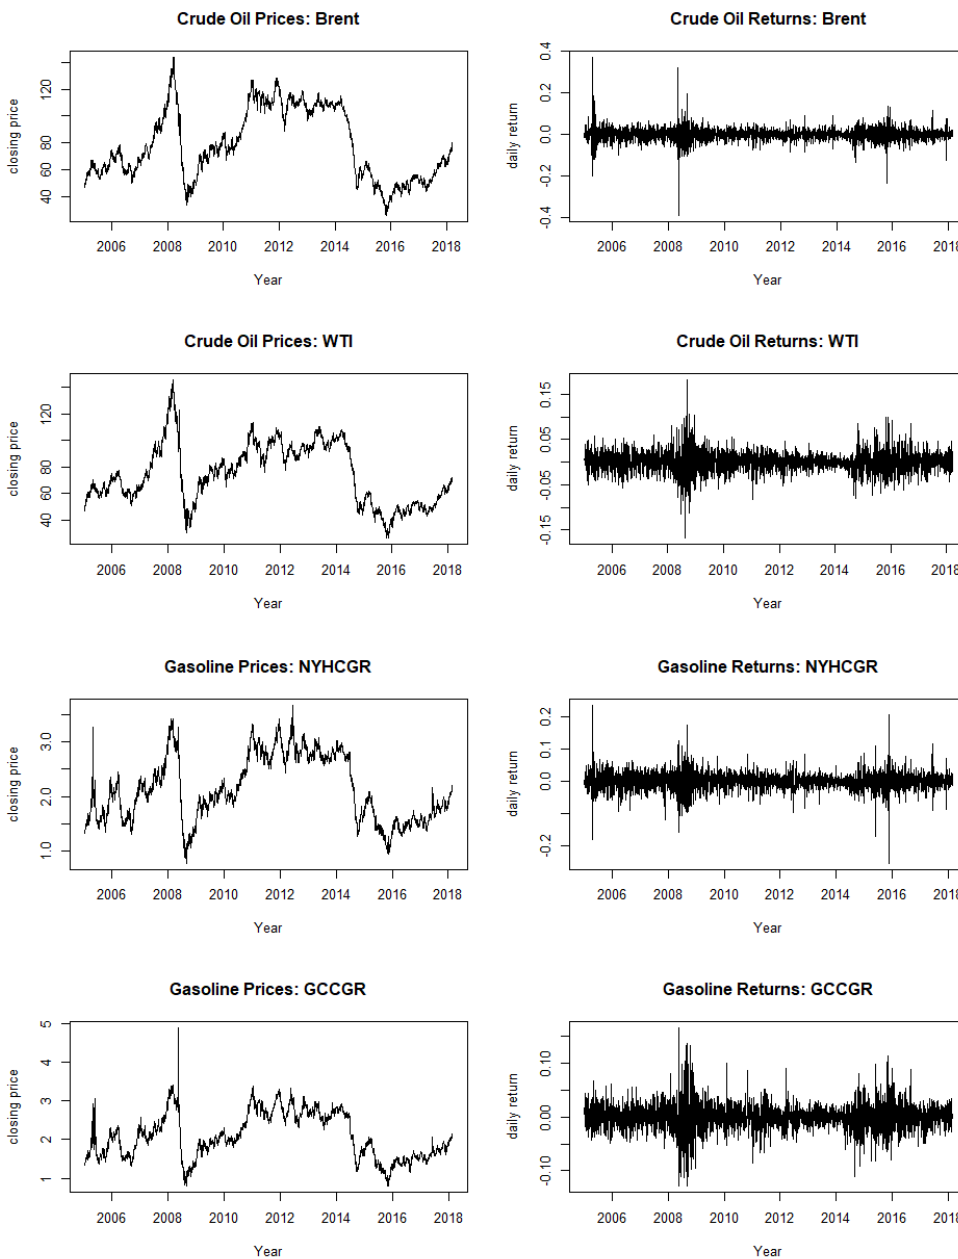 Crude Oil Prices: Brent
closing price
120
80
60
40
2006 2008 2010 2012 2014 2016 2018
Year
Crude Oil Returns: Brent
daily return
0.4
0.2
0.0
-0.2
-0.4
2006 2008 2010 2012 2014 2016 2018
Year
Crude Oil Prices: WTI
closing price
120
80
60
40
2006 2008 2010 2012 2014 2016 2018
Year
Crude Oil Returns: WTI
daily return
0.15
0.05
-0.05
-0.15
2006 2008 2010 2012 2014 2016 2018
Year
Gasoline Prices: NYHCGR
closing price
3.0
2.0
1.0
2006 2008 2010 2012 2014 2016 2018
Year
Gasoline Returns: NYHCGR
daily return
0.2
0.1
0.0
-0.2
2006 2008 2010 2012 2014 2016 2018
Year
Gasoline Prices: GCCGR
closing price
5
4
3
2
1
2006 2008 2010 2012 2014 2016 2018
Year
Gasoline Returns: GCCGR
daily return
0.10
0.00
-0.10
2006 2008 2010 2012 2014 2016 2018
Year